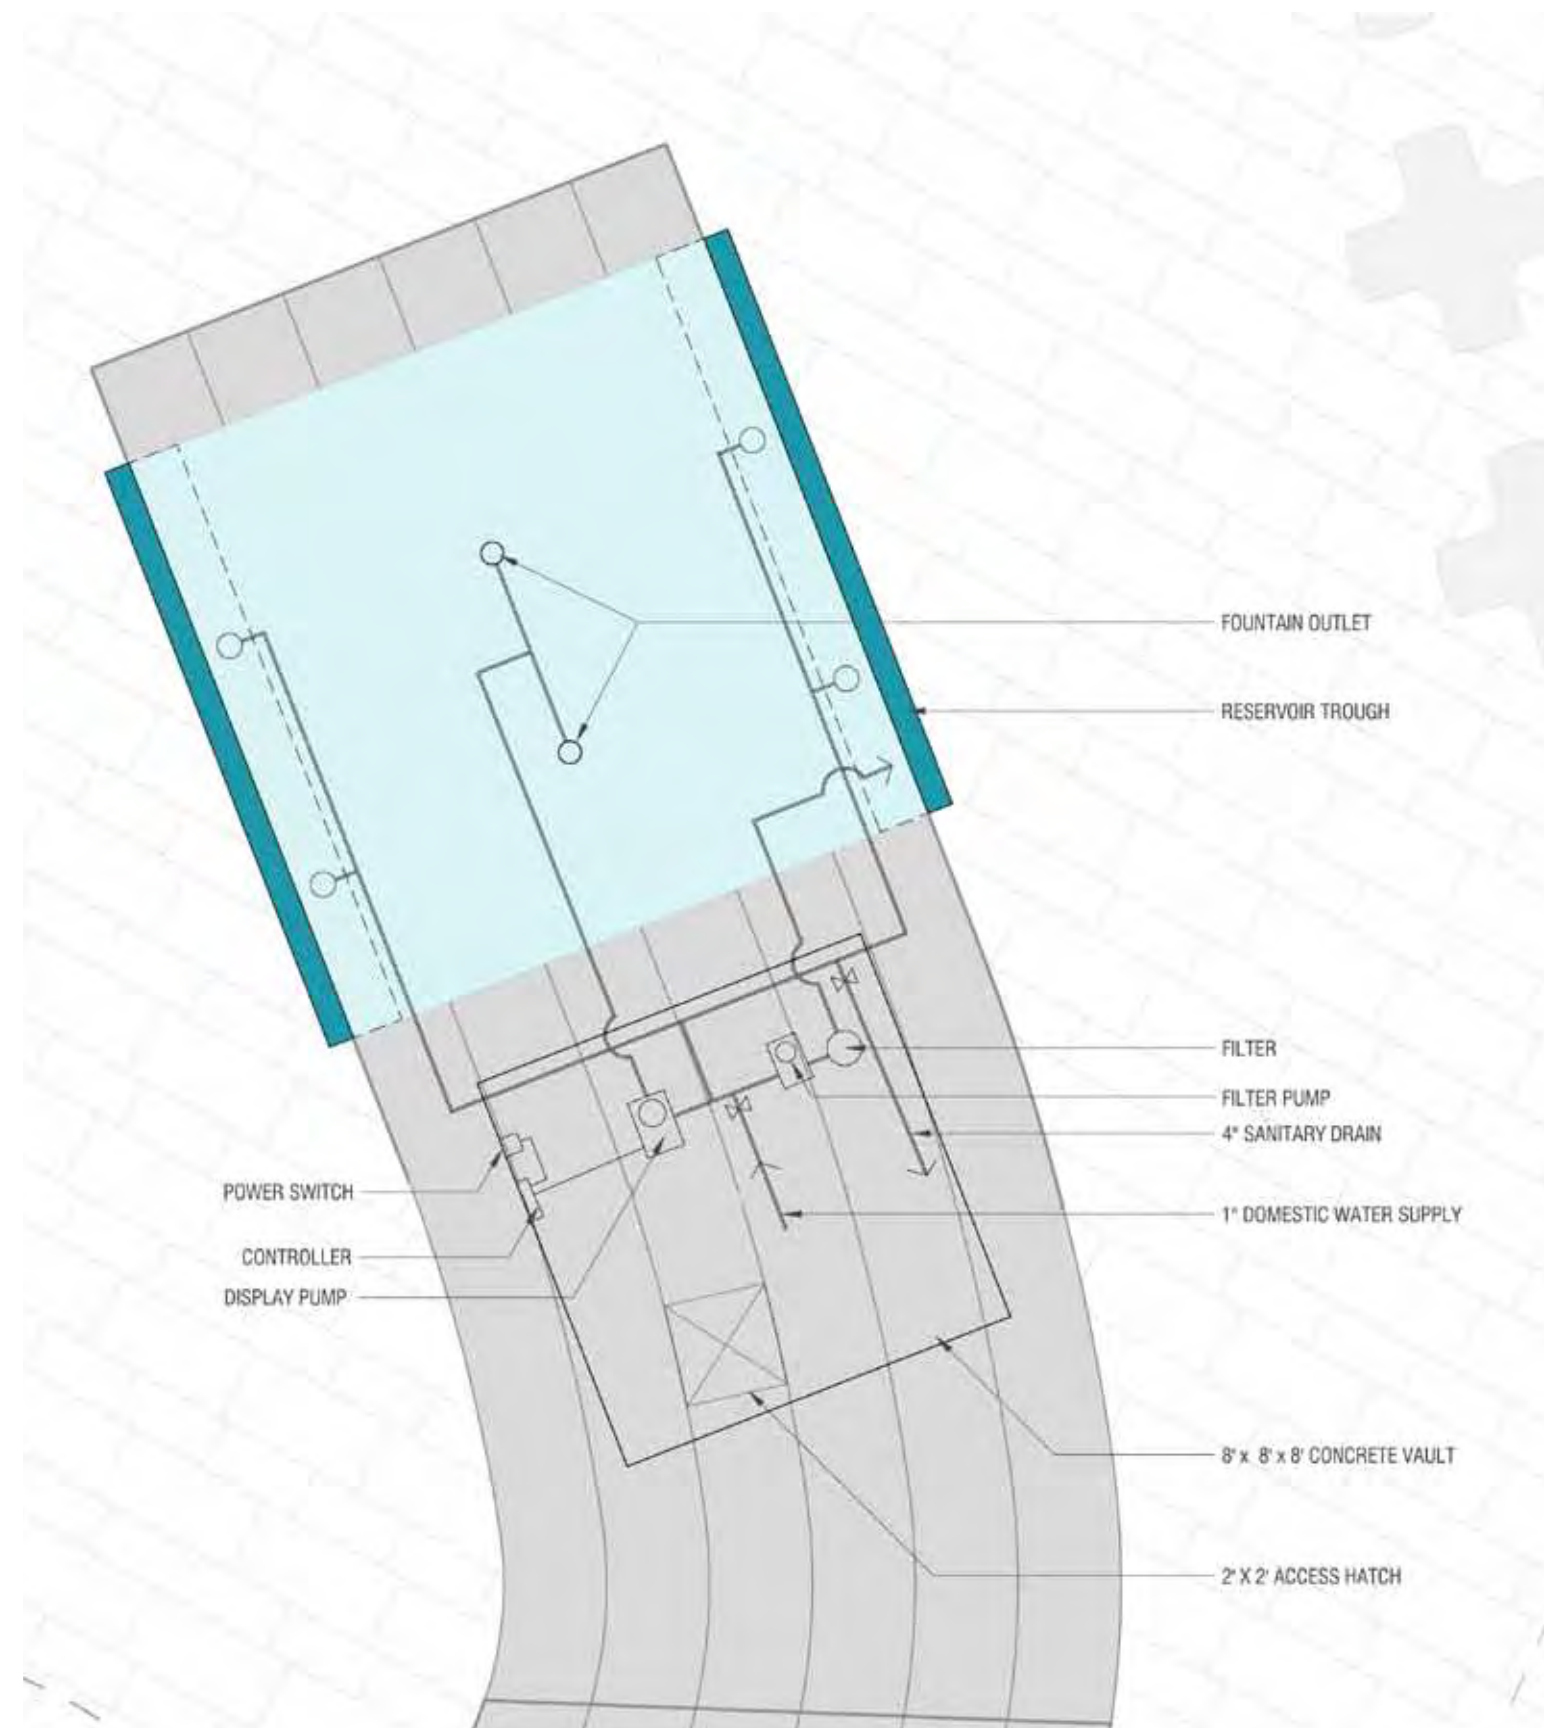 FOUNTAIN OUTLET
RESERVOIR TROUGH
FILTER
FILTER PUMP
4" SANITARY DRAIN
POWER SWITCH
1" DOMESTIC WATER SUPPLY
CONTROLLER
DISPLAY PUMP
8' x 8' x 8' CONCRETE VAULT
2' X 2' ACCESS HATCH